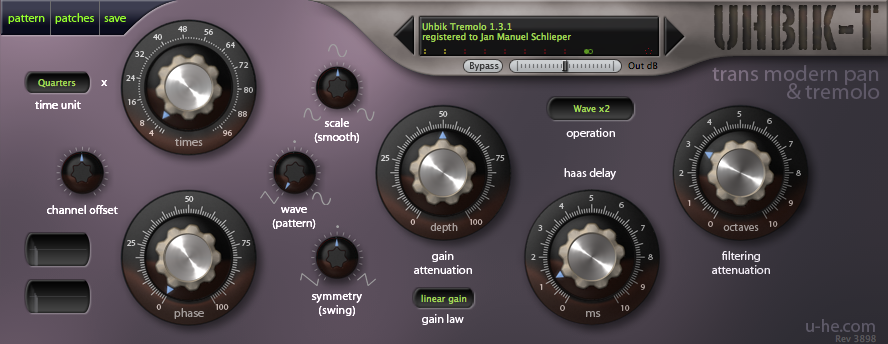 pattern patches save
Uhbik Tremolo 1.3.1
registered to Jan Manuel Schlieper
Bypass Out dB
UHBIK-T
trans modern pan
& tremolo
Quarters x
time unit
4 8 16 24 32 40 48 56 64 72 80 88 96
times
scale
(smooth)
channel offset
wave
(pattern)
0 25 50 75 100
phase
symmetry
(swing)
0 25 50 75 100
depth
gain
attenuation
linear gain
gain law
Wave x2
operation
haas delay
0 1 2 3 4 5 6 7 8 9 10
ms
0 1 2 3 4 5 6 7 8 9 10
octaves
filtering
attenuation
u-he.com
Rev 3898